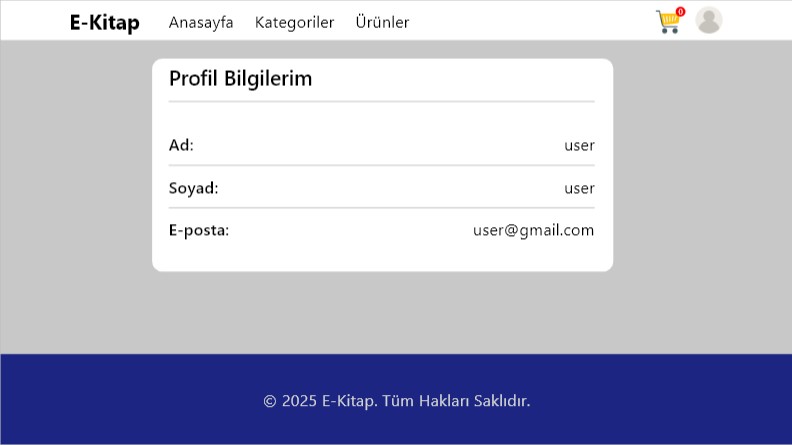 E-Kitap Anasayfa Kategoriler Ürünler 0
Profil Bilgilerim
Ad: user
Soyad: user
E-posta: user@gmail.com
© 2025 E-Kitap. Tüm Hakları Saklıdır.